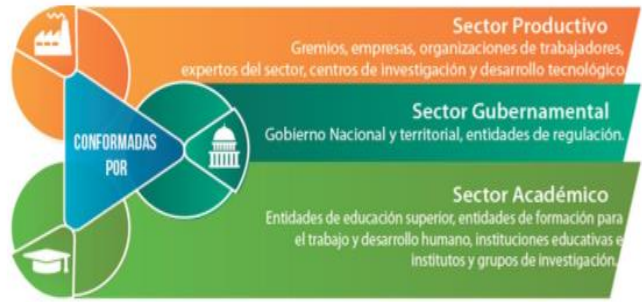 CONFORMADAS
POR
Sector Productivo
Gremios, empresas, organizaciones de trabajadores,
expertos del sector, centros de investigación y desarrollo tecnológico
Sector Gubernamental
Gobierno Nacional y territorial, entidades de regulación.
Sector Académico
Entidades de educación superior, entidades de formación para
el trabajo y desarrollo humano, instituciones educativas e
institutos y grupos de investigación.